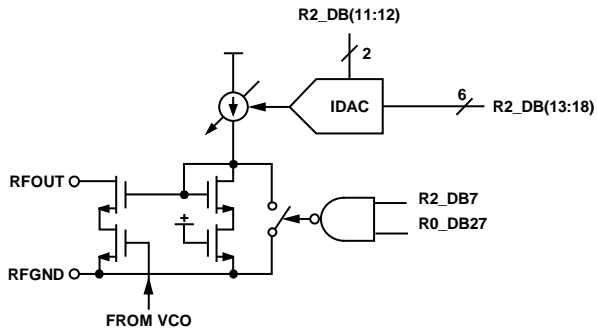 R2_DB(11:12)
2
IDAC
6
R2_DB(13:18)
RFOUT
R2_DB7
+
R0_DB27
RFGND
FROM VCO